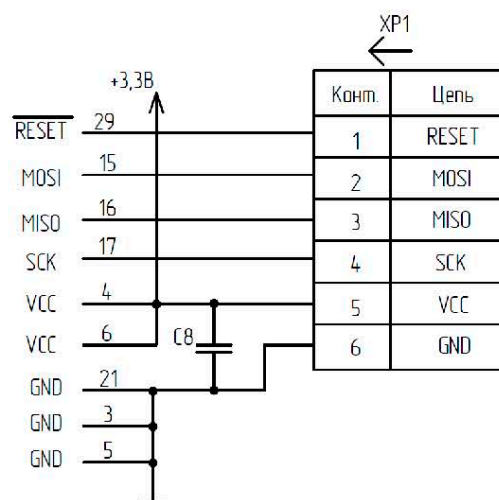 XP1
+3,3В
Конт. Цепь
RESET 29 1 RESET
MOSI 15 2 MOSI
MISO 16 3 MISO
SCK 17 4 SCK
VCC 4 5 VCC
VCC 6 C8 6 GND
GND 21
GND 3
GND 5